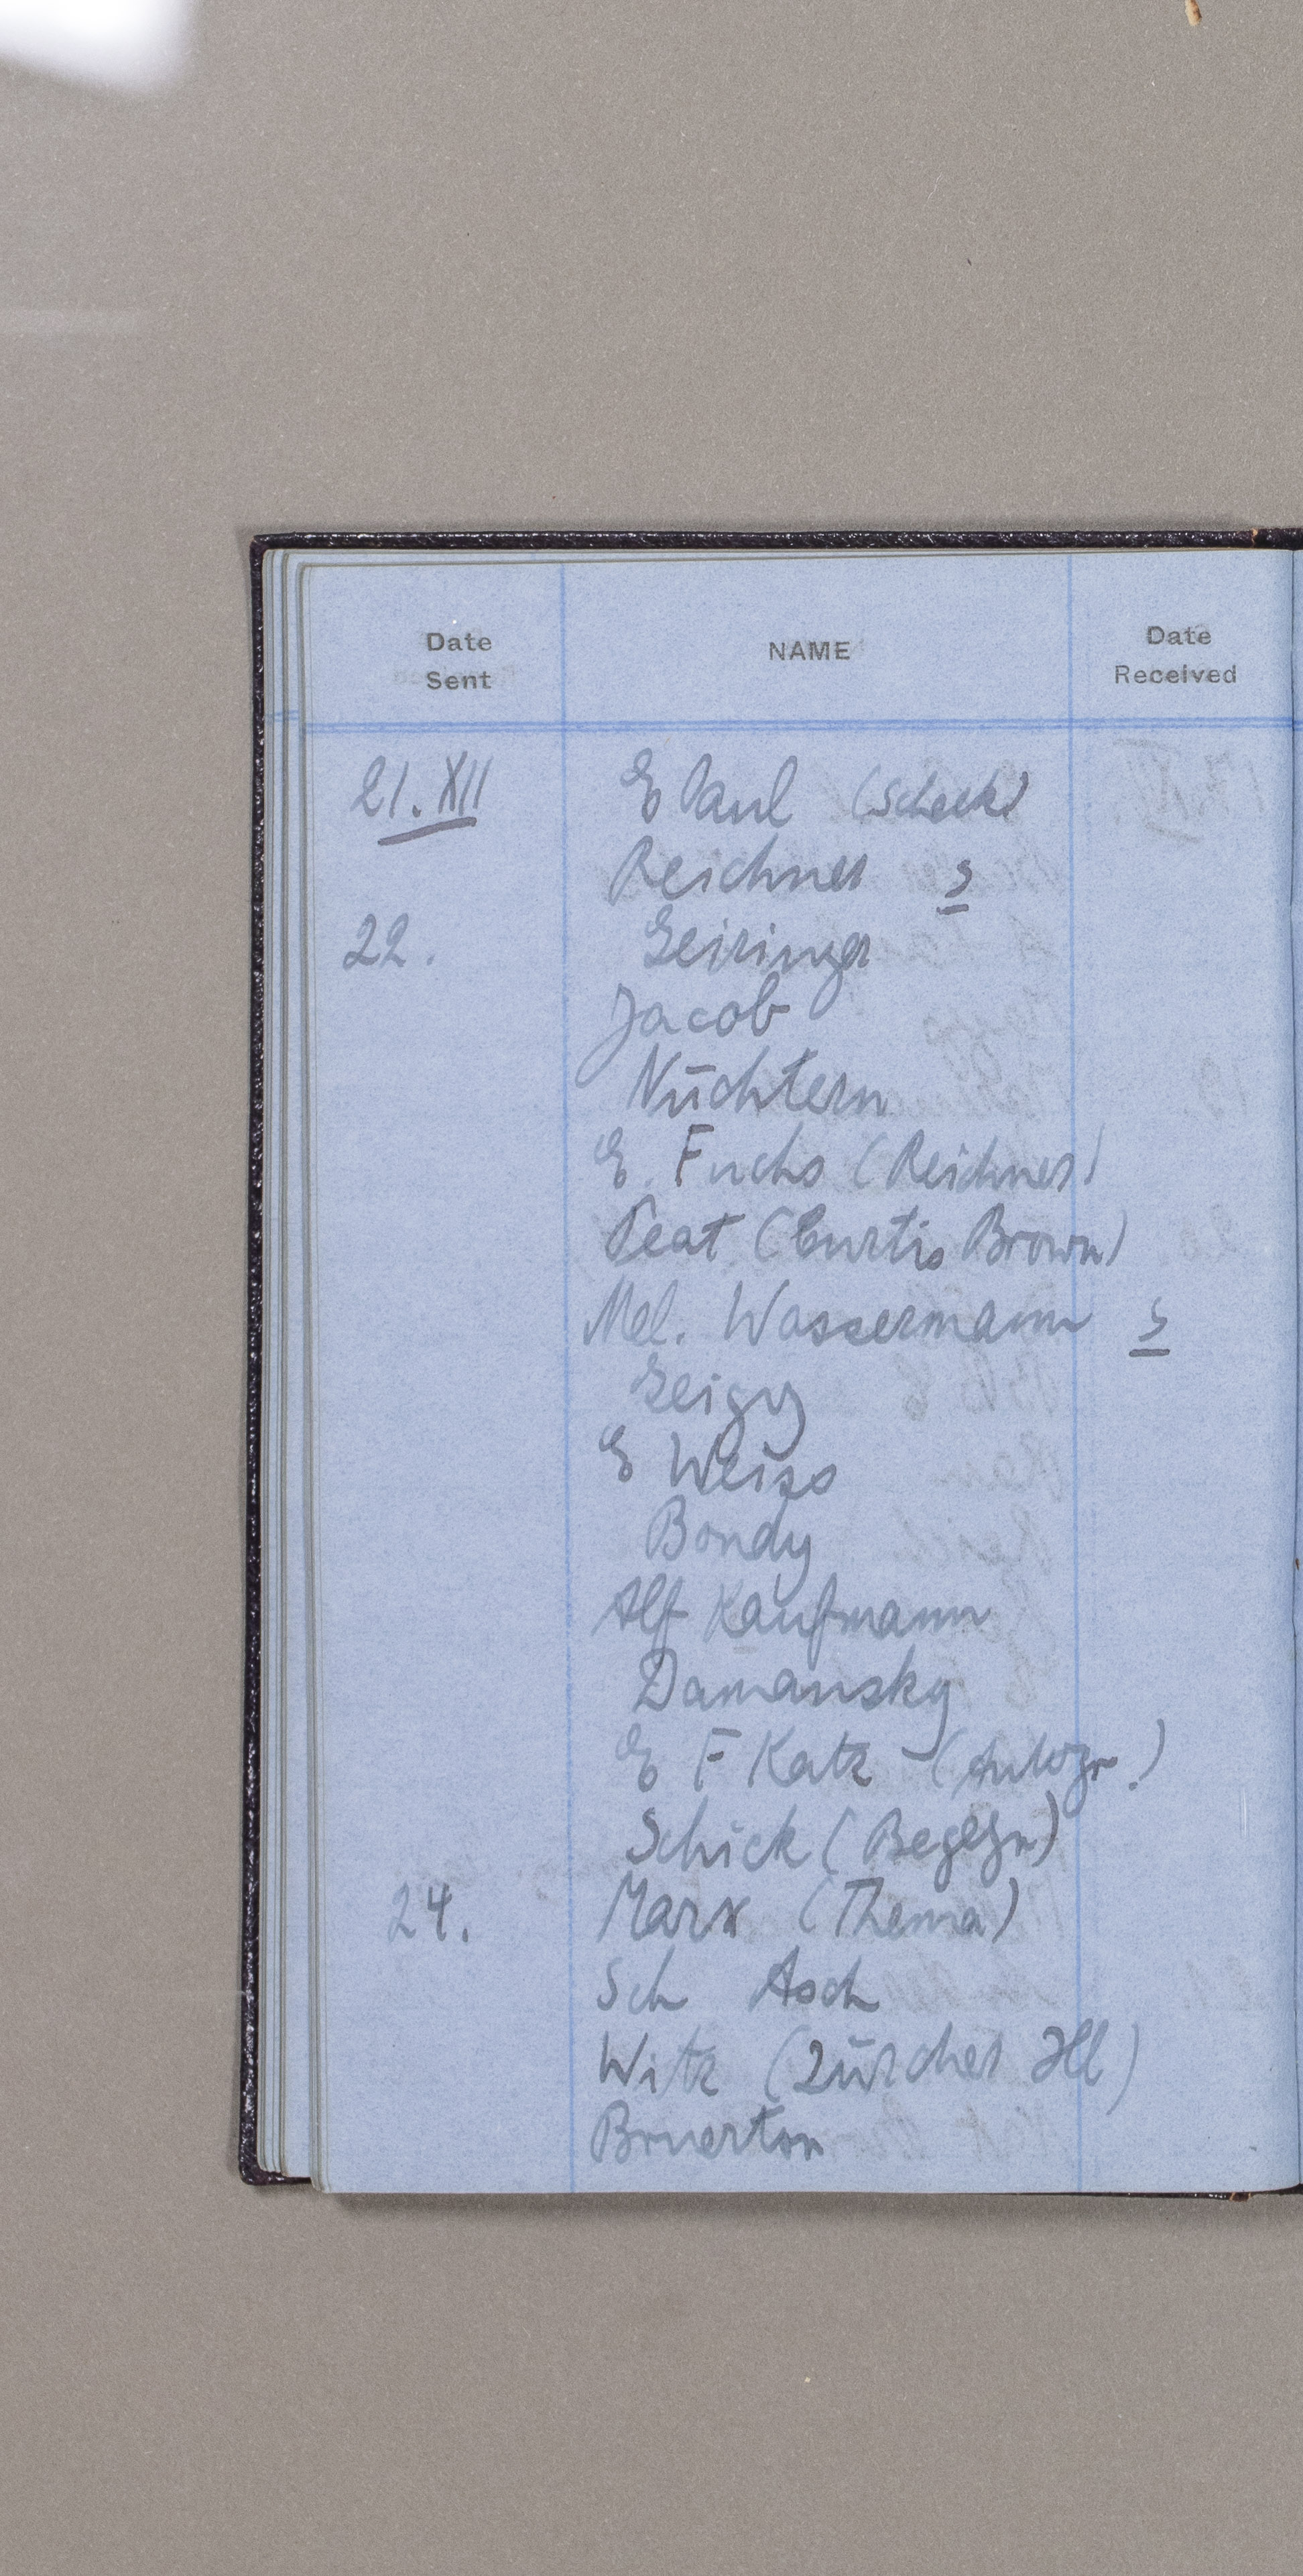 Date Sent NAME Date Received
21. XII E Paul (Scheck)
Reichner s
22. Geiringer
Jacob
Nüchtern
E. Fuchs (Reichner)
Peat (Curtis Brown)
Mel. Wassermann s
Geigy
E Weiss
Bondy
Alf Kaufmann
Damansky
E F Katz (Autogr.)
Schick (Begegn)
24. Marx (Thema)
Sch Asch
Witz (Zürcher Ill)
Bruerton